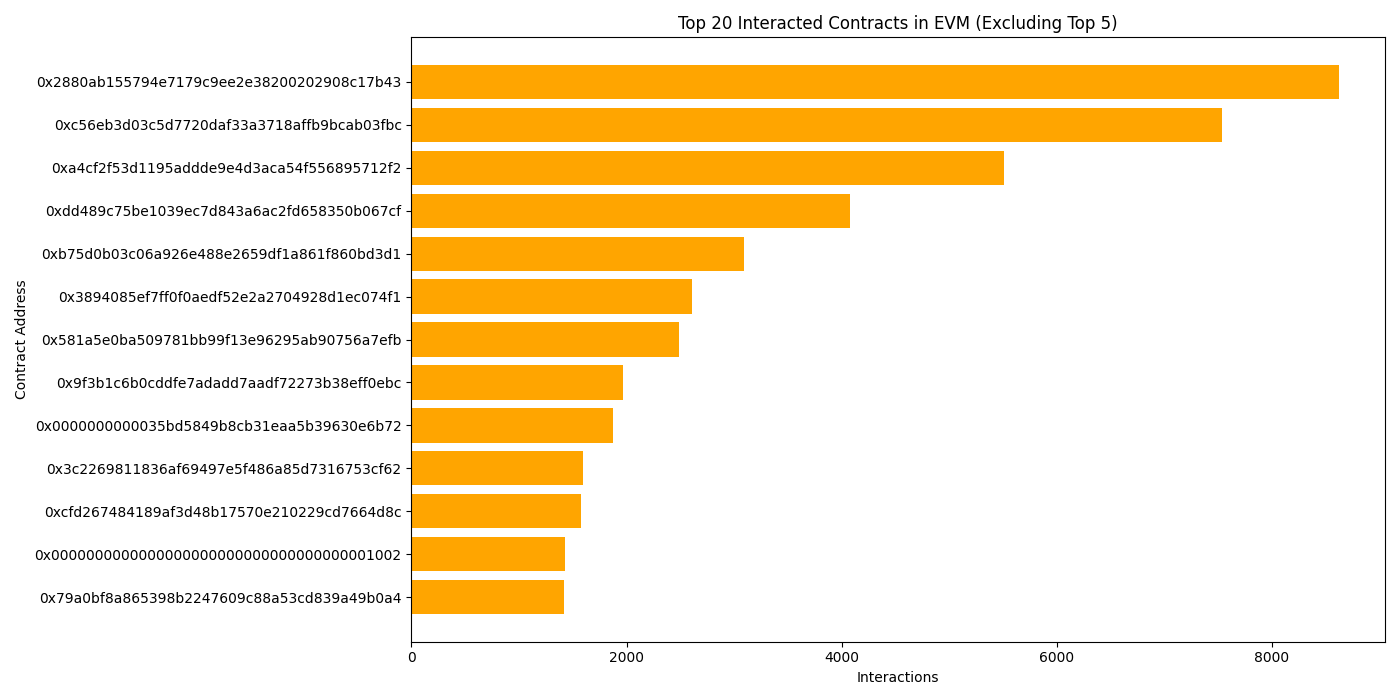 Top 20 Interacted Contracts in EVM (Excluding Top 5)
Contract Address
0x2880ab155794e7179c9ee2e38200202908c17b43
0xc56eb3d03c5d7720daf33a3718affb9bcab03fbc
0xa4cf2f53d1195addde9e4d3aca54f556895712f2
0xdd489c75be1039ec7d843a6ac2fd658350b067cf
0xb75d0b03c06a926e488e2659df1a861f860bd3d1
0x3894085ef7ff0f0aedf52e2a2704928d1ec074f1
0x581a5e0ba509781bb99f13e96295ab90756a7efb
0x9f3b1c6b0cddfe7adadd7aadf72273b38eff0ebc
0x0000000000035bd5849b8cb31eaa5b39630e6b72
0x3c2269811836af69497e5f486a85d7316753cf62
0xcfd267484189af3d48b17570e210229cd7664d8c
0x0000000000000000000000000000000000001002
0x79a0bf8a865398b2247609c88a53cd839a49b0a4
0 2000 4000 6000 8000
Interactions